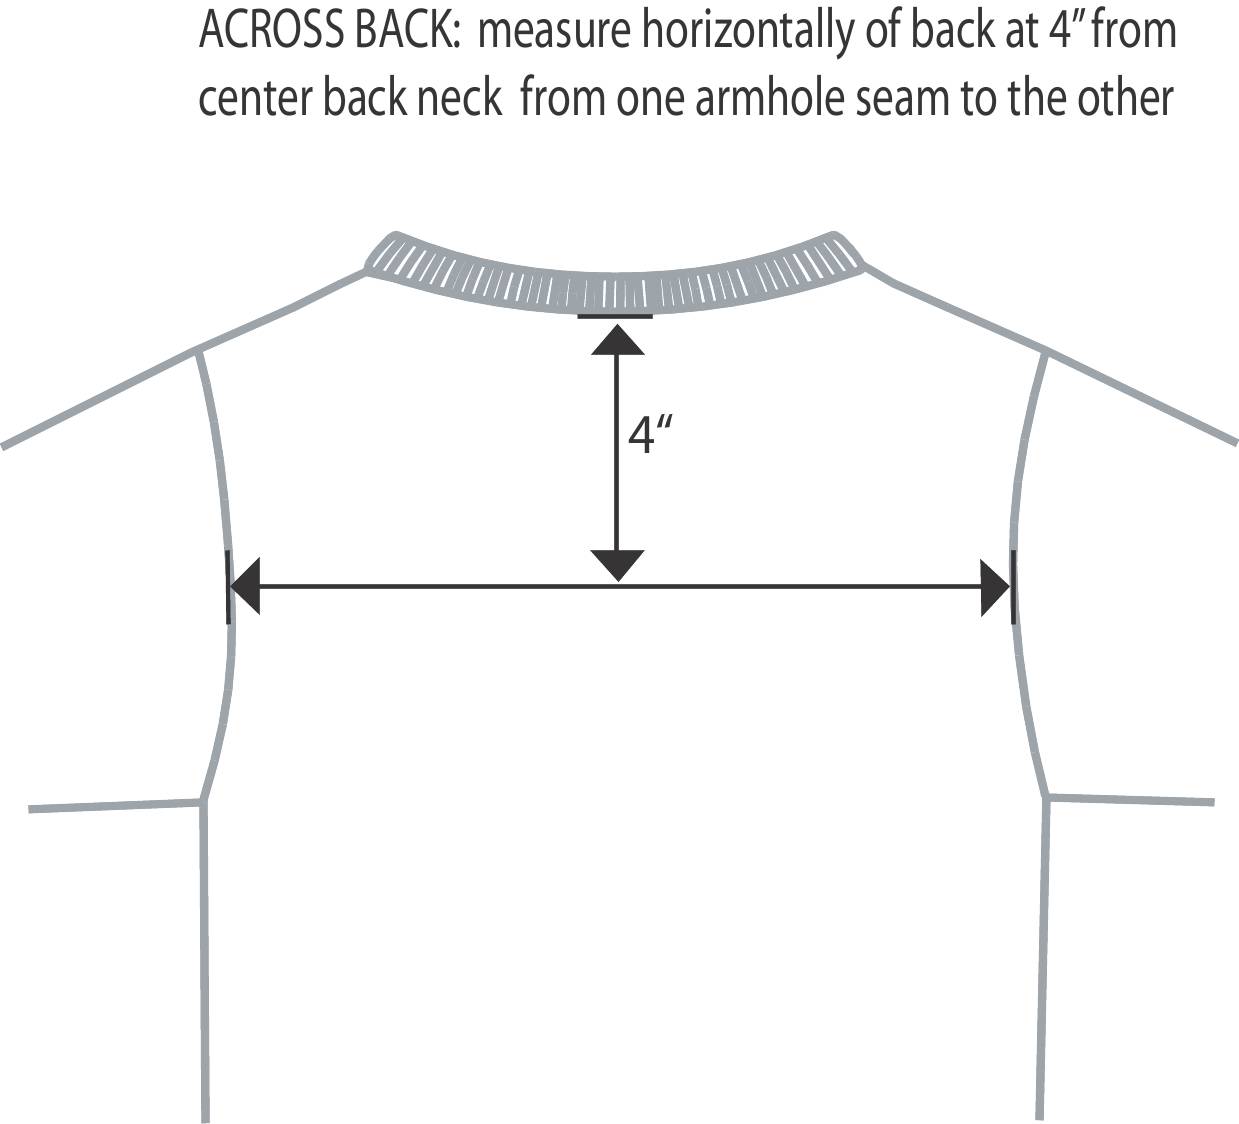 ACROSS BACK: measure horizontally of back at 4” from
center back neck from one armhole seam to the other
4“